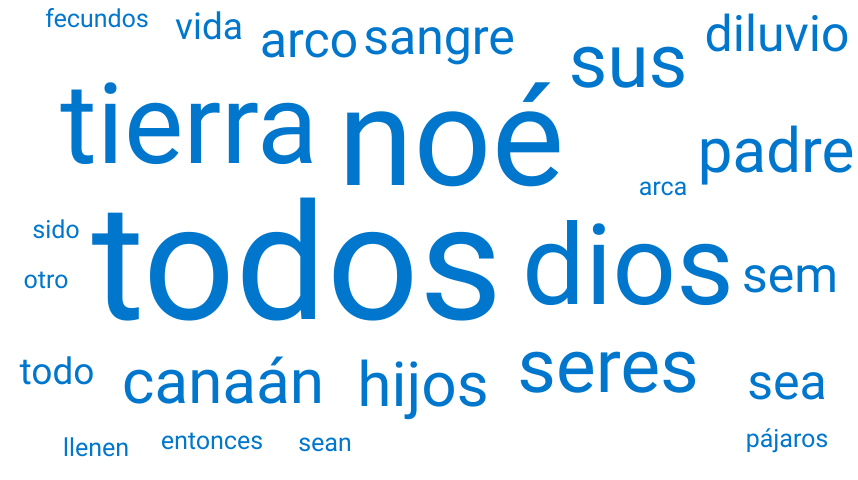 fecundos vida arco sangre sus diluvio
tierra noé arca padre
sido todos dios sem
otro
todo canaán hijos seres sea
llenen entonces sean pájaros